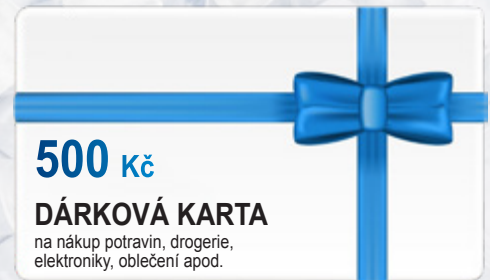 500 Kč
DÁRKOVÁ KARTA
na nákup potravin, drogerie,
elektroniky, oblečení apod.